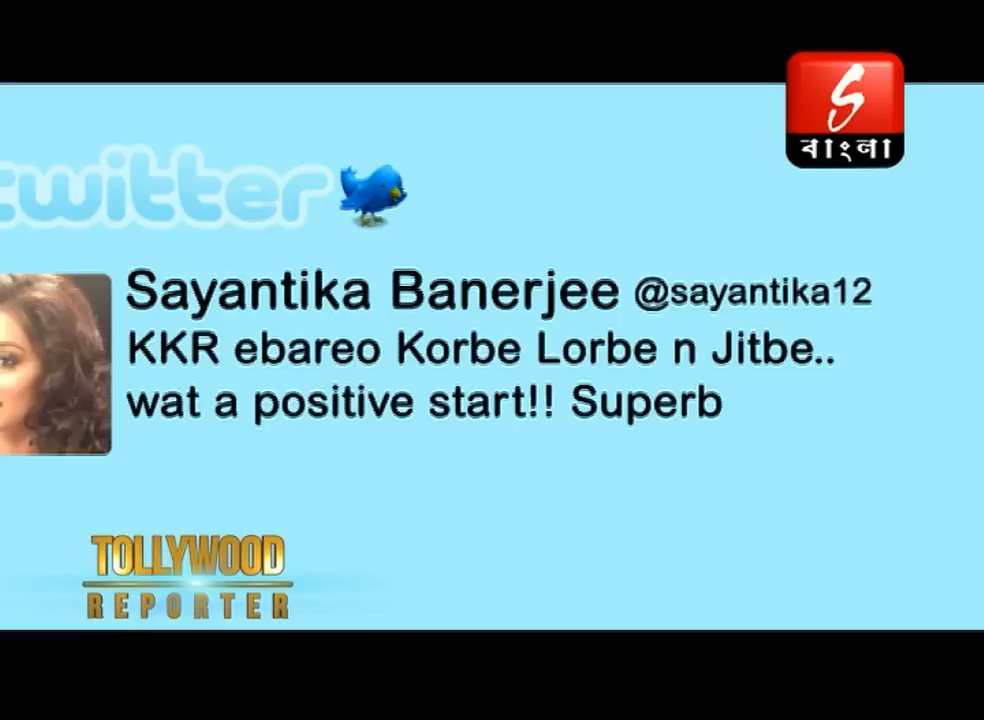 বাংলা
twitter
Sayantika Banerjee @sayantika12
KKR ebareo Korbe Lorbe n Jitbe..
wat a positive start!! Superb
TOLLYWOOD
REPORTER